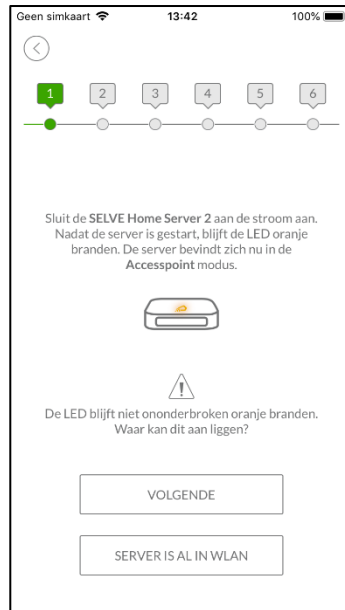 Geen simkaart 13:42 100%
1 2 3 4 5 6
Sluit de SELVE Home Server 2 aan de stroom aan.
Nadat de server is gestart, blijft de LED oranje
branden. De server bevindt zich nu in de
Accesspoint modus.
De LED blijft niet ononderbroken oranje branden.
Waar kan dit aan liggen?
VOLGENDE
SERVER IS AL IN WLAN